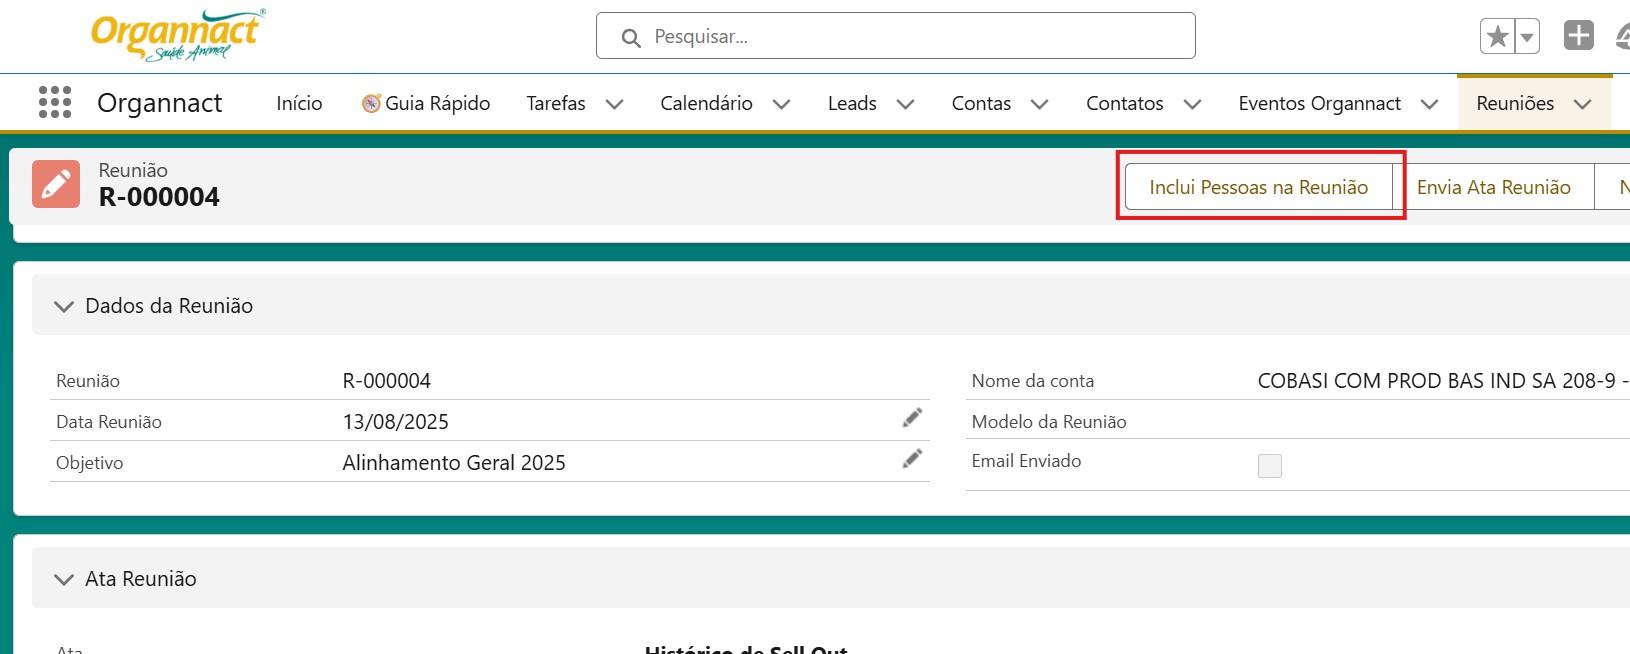 Organnact®
Saúde Animal
Pesquisar...
Organnact
Início
Guia Rápido
Tarefas
Calendário
Leads
Contas
Contatos
Eventos Organnact
Reuniões
Reunião
R-000004
Inclui Pessoas na Reunião
Envia Ata Reunião
N
Dados da Reunião
Reunião
R-000004
Nome da conta
COBASI COM PROD BAS IND SA 208-9 -
Data Reunião
13/08/2025
Modelo da Reunião
Objetivo
Alinhamento Geral 2025
Email Enviado
Ata Reunião
Ata
Histórico de Sell Out